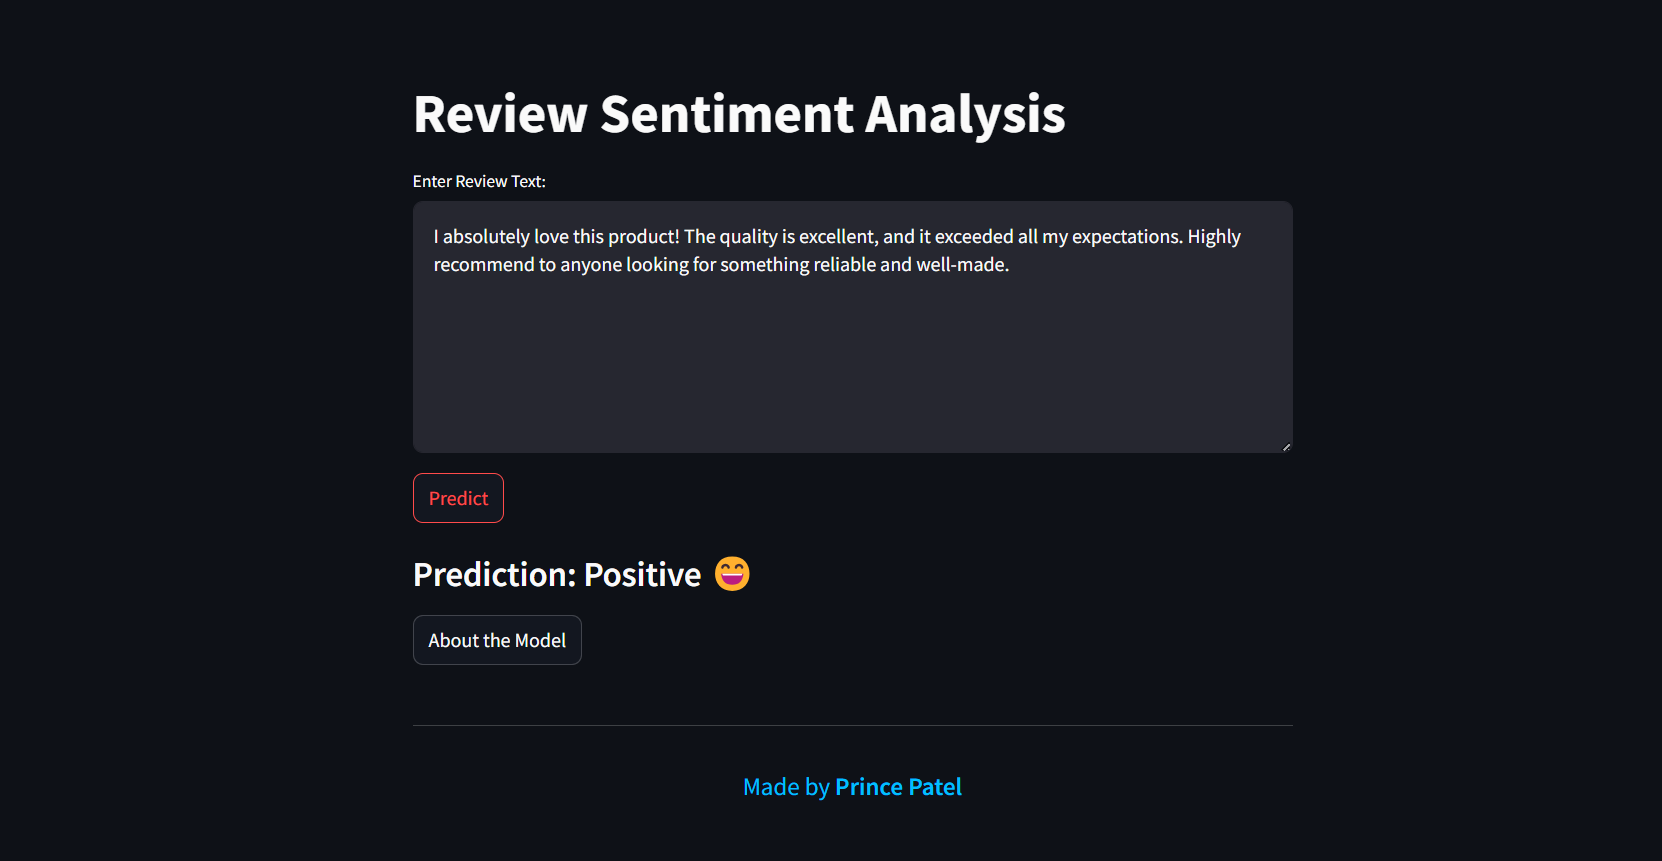 Review Sentiment Analysis
Enter Review Text:
I absolutely love this product! The quality is excellent, and it exceeded all my expectations. Highly
recommend to anyone looking for something reliable and well-made.
Predict
Prediction: Positive 😄
About the Model
Made by Prince Patel